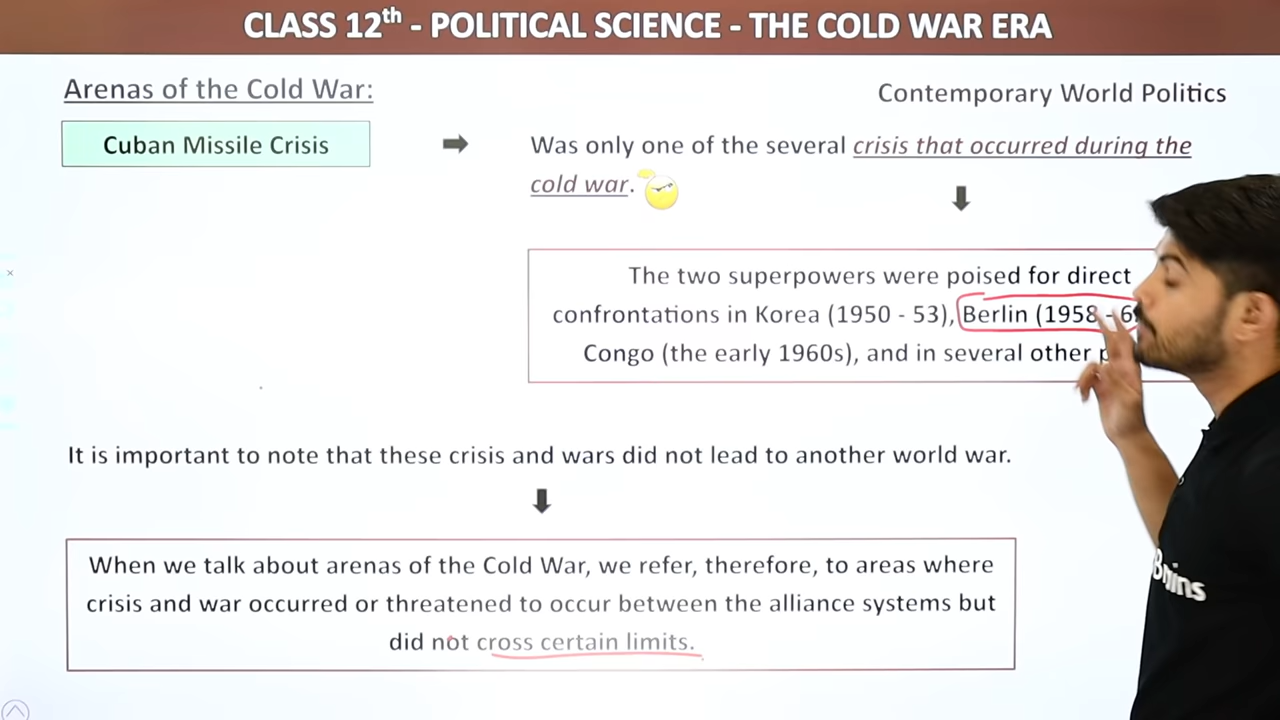 CLASS 12th - POLITICAL SCIENCE - THE COLD WAR ERA
Arenas of the Cold War:
Contemporary World Politics
Cuban Missile Crisis
Was only one of the several crisis that occurred during the
cold war.
The two superpowers were poised for direct
confrontations in Korea (1950 - 53), Berlin (1958 -
Congo (the early 1960s), and in several other
It is important to note that these crisis and wars did not lead to another world war.
When we talk about arenas of the Cold War, we refer, therefore, to areas where
crisis and war occurred or threatened to occur between the alliance systems but
did not cross certain limits.